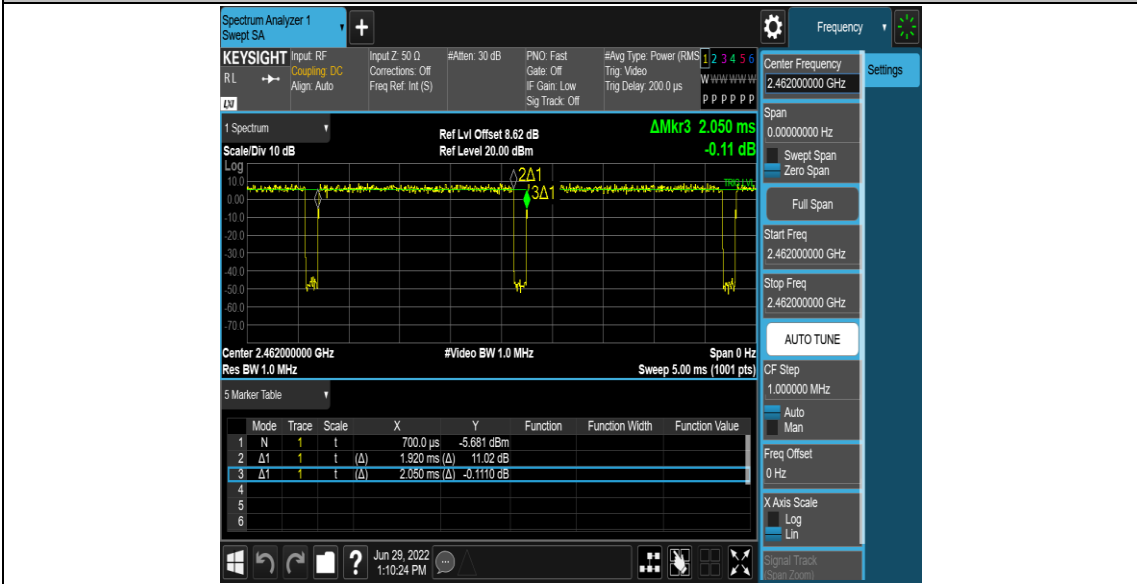 Spectrum Analyzer 1
Swept SA
+
Frequency
KEYSIGHT
R L
LXI
Input: RF
Coupling: DC
Align: Auto
Input Z: 50 Ω
Corrections: Off
Freq Ref: Int (S)
#Atten: 30 dB
PNO: Fast
Gate: Off
IF Gain: Low
Sig Track: Off
#Avg Type: Power (RMS
Trig: Video
Trig Delay: 200.0 µs
1 2 3 4 5 6
W W W W W W
P P P P P P
Center Frequency
2.462000000 GHz
Settings
Span
0.00000000 Hz
Swept Span
Zero Span
Full Span
Start Freq
2.462000000 GHz
Stop Freq
2.462000000 GHz
AUTO TUNE
CF Step
1.000000 MHz
Auto
Man
Freq Offset
0 Hz
X Axis Scale
Log
Lin
Signal Track
(Span Zoom)
1 Spectrum
Scale/Div 10 dB
Ref Lvl Offset 8.62 dB
Ref Level 20.00 dBm
ΔMkr3 2.050 ms
-0.11 dB
Log
10.0
0.00
-10.0
-20.0
-30.0
-40.0
-50.0
-60.0
-70.0
2Δ1
3Δ1
TRIG LVL
Center 2.462000000 GHz
Res BW 1.0 MHz
#Video BW 1.0 MHz
Span 0 Hz
Sweep 5.00 ms (1001 pts)
5 Marker Table
Mode Trace Scale X Y Function Function Width Function Value
1 N 1 t 700.0 µs -5.681 dBm
2 Δ1 1 t (Δ) 1.920 ms (Δ) 11.02 dB
3 Δ1 1 t (Δ) 2.050 ms (Δ) -0.1110 dB
4
5
6
?
Jun 29, 2022
1:10:24 PM